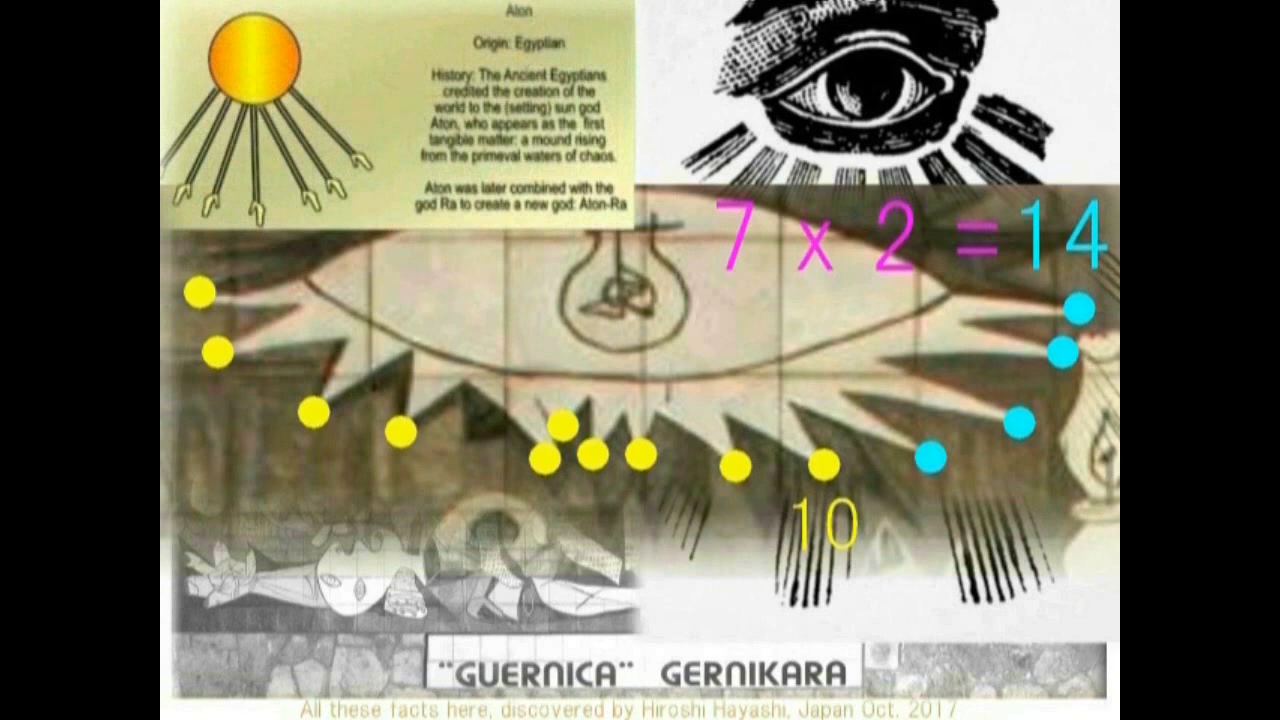 Aton
Origin: Egyptian
History: The Ancient Egyptians
credited the creation of the
world to the (setting) sun god
Aton, who appears as the first
tangible matter: a mound rising
from the primeval waters of chaos.
Aton was later combined with the
god Ra to create a new god: Aton-Ra
7 x 2 = 14
10
"GUERNICA" GERNIKARA
All these facts here, discovered by Hiroshi Hayashi, Japan Oct. 2017